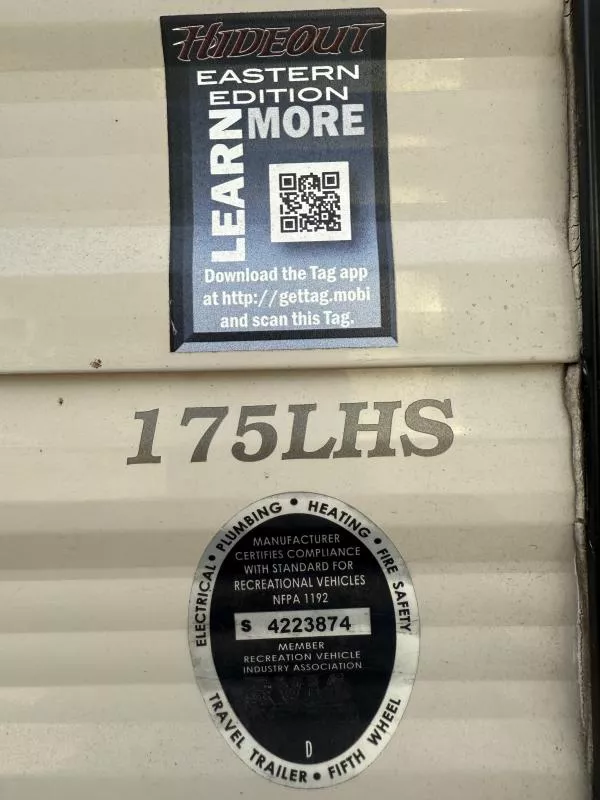 HIDEOUT
EASTERN
EDITION
LEARN
MORE
Download the Tag app
at http://gettag.mobi
and scan this Tag.
175LHS
ELECTRICAL • PLUMBING • HEATING • FIRE SAFETY
MANUFACTURER
CERTIFIES COMPLIANCE
WITH STANDARD FOR
RECREATIONAL VEHICLES
NFPA 1192
S 4223874
MEMBER
RECREATION VEHICLE
INDUSTRY ASSOCIATION
D
TRAVEL TRAILER • FIFTH WHEEL